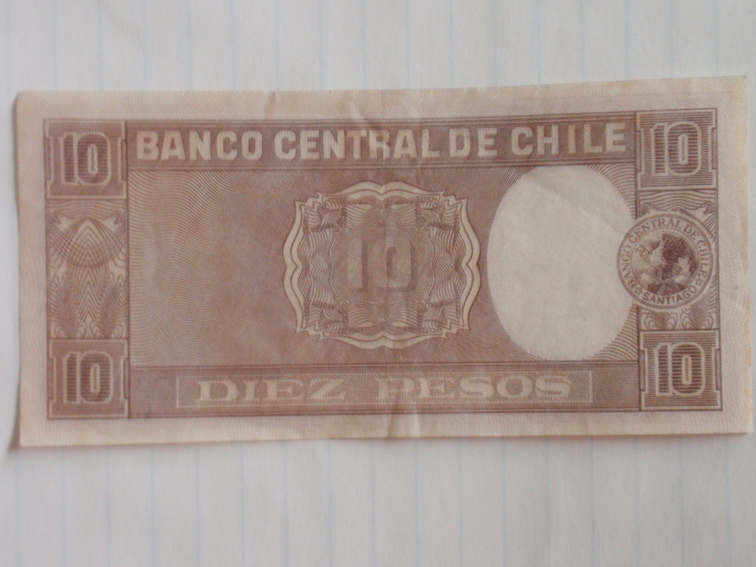 10 BANCO CENTRAL DE CHILE 10
10
BANCO CENTRAL DE CHILE
SANTIAGO
10 DIEZ PESOS 10